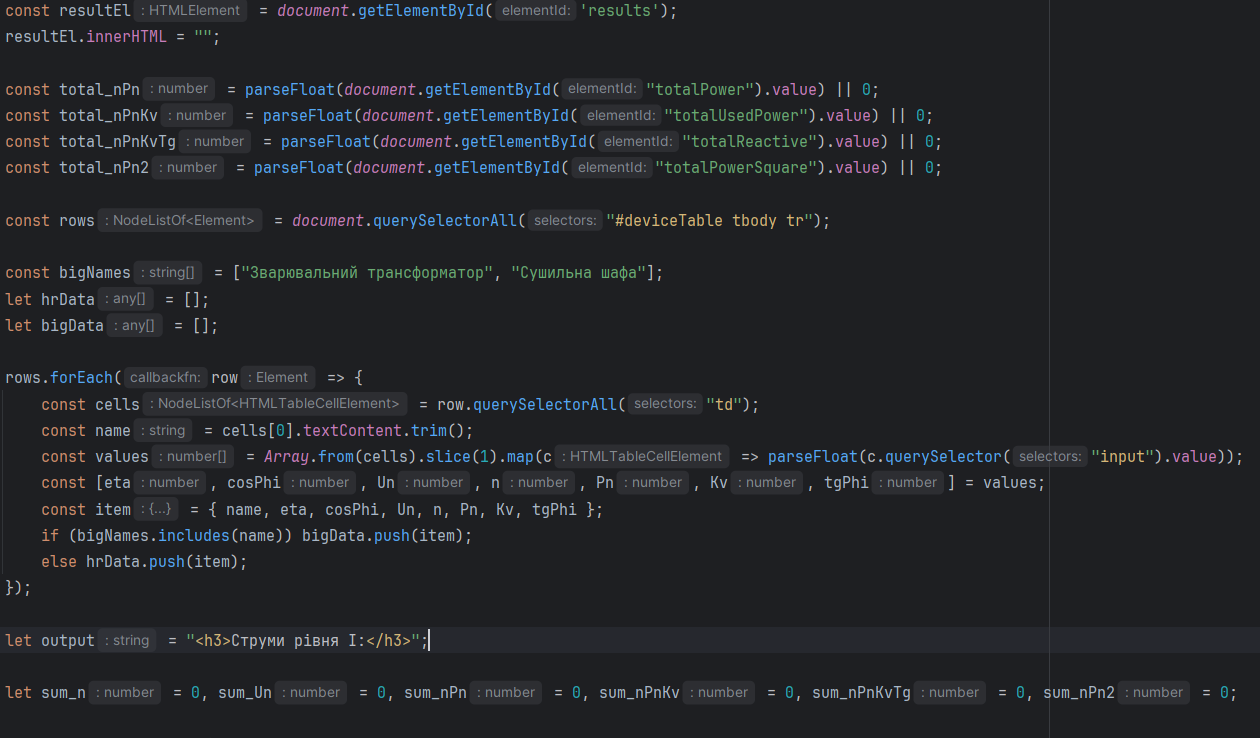 const resultEl : HTMLElement = document.getElementById( elementId: 'results');
resultEl.innerHTML = "";
const total_nPn : number = parseFloat(document.getElementById( elementId: "totalPower").value) || 0;
const total_nPnKv : number = parseFloat(document.getElementById( elementId: "totalUsedPower").value) || 0;
const total_nPnKvTg : number = parseFloat(document.getElementById( elementId: "totalReactive").value) || 0;
const total_nPn2 : number = parseFloat(document.getElementById( elementId: "totalPowerSquare").value) || 0;
const rows : NodeListOf<Element> = document.querySelectorAll( selectors: "#deviceTable tbody tr");
const bigNames : string[] = ["Зварювальний трансформатор", "Сушильна шафа"];
let hrData : any[] = [];
let bigData : any[] = [];
rows.forEach( callbackfn: row : Element => {
const cells : NodeListOf<HTMLTableCellElement> = row.querySelectorAll( selectors: "td");
const name : string = cells[0].textContent.trim();
const values : number[] = Array.from(cells).slice(1).map(c : HTMLTableCellElement => parseFloat(c.querySelector( selectors: "input").value));
const [eta : number , cosPhi : number , Un : number , n : number , Pn : number , Kv : number , tgPhi : number ] = values;
const item : {...} = { name, eta, cosPhi, Un, n, Pn, Kv, tgPhi };
if (bigNames.includes(name)) bigData.push(item);
else hrData.push(item);
});
let output : string = "<h3>Струми рівня I:</h3>";
let sum_n : number = 0, sum_Un : number = 0, sum_nPn : number = 0, sum_nPnKv : number = 0, sum_nPnKvTg : number = 0, sum_nPn2 : number = 0;